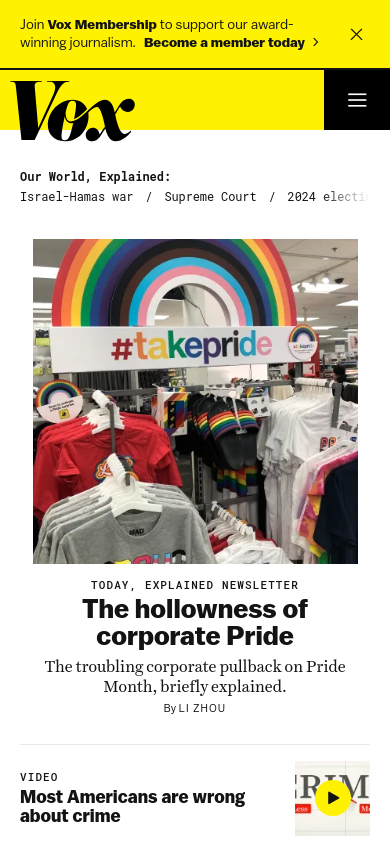 Join Vox Membership to support our award-
winning journalism. Become a member today
Vox
Our World, Explained:
Israel-Hamas war / Supreme Court / 2024 electi
#takepride
TODAY, EXPLAINED NEWSLETTER
The hollowness of
corporate Pride
The troubling corporate pullback on Pride
Month, briefly explained.
By LI ZHOU
VIDEO
Most Americans are wrong
about crime